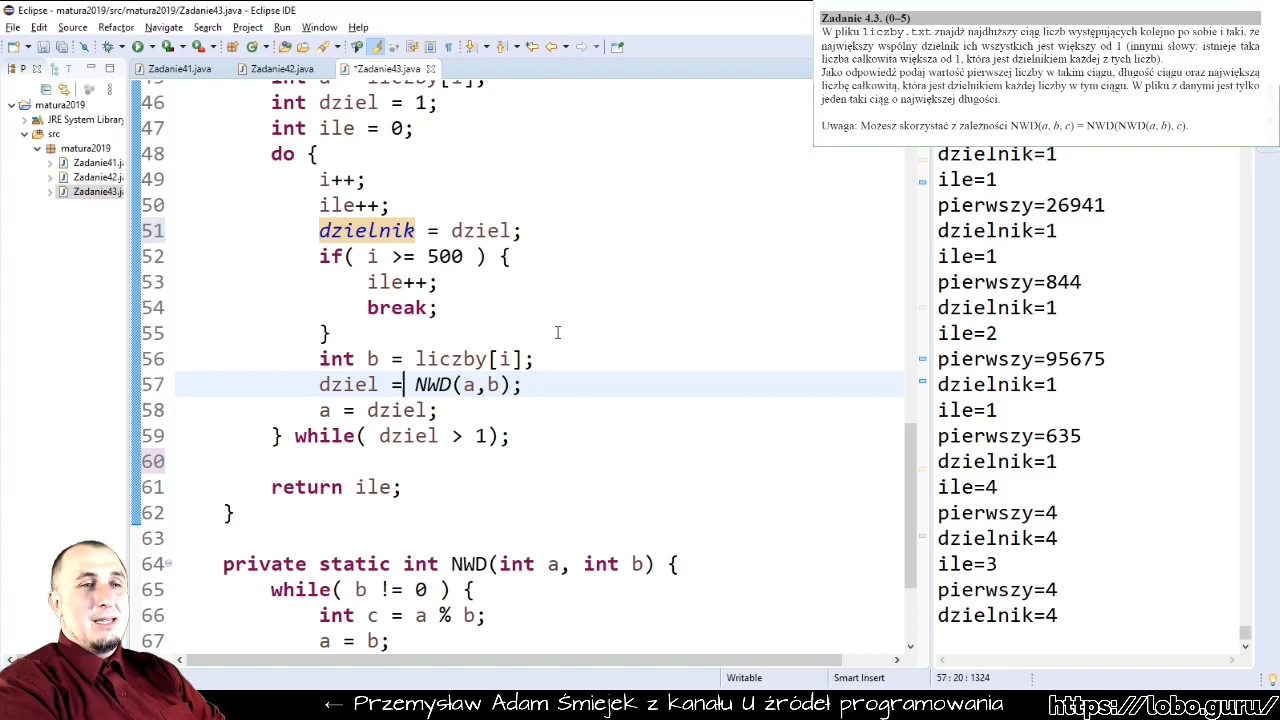 Eclipse - matura2019/src/matura2019/Zadanie43.java - Eclipse IDE
File Edit Source Refactor Navigate Search Project Run Window Help
Zadanie 4.3. (0–5)
W pliku liczby.txt znajdź najdłuższy ciąg liczb występujących kolejno po sobie i taki, że
największy wspólny dzielnik ich wszystkich jest większy od 1 (innymi słowy: istnieje taka
liczba całkowita większa od 1, która jest dzielnikiem każdej z tych liczb).
Jako odpowiedź podaj wartość pierwszej liczby w takim ciągu, długość ciągu oraz największą
liczbę całkowitą, która jest dzielnikiem każdej liczby w tym ciągu. W pliku z danymi jest tylko
jeden taki ciąg o największej długości.
Uwaga: Możesz skorzystać z zależności NWD(a, b, c) = NWD(NWD(a, b), c).
P T
Zadanie41.java Zadanie42.java *Zadanie43.java
matura2019
JRE System Library
src
matura2019
Zadanie41.j
Zadanie42.j
Zadanie43.j
45 int a = liczby[i];
46 int dziel = 1;
47 int ile = 0;
48 do {
49 i++;
50 ile++;
51 dzielnik = dziel;
52 if( i >= 500 ) {
53 ile++;
54 break;
55 }
56 int b = liczby[i];
57 dziel = NWD(a,b);
58 a = dziel;
59 } while( dziel > 1);
60
61 return ile;
62 }
63
64 private static int NWD(int a, int b) {
65 while( b != 0 ) {
66 int c = a % b;
67 a = b;
dzielnik=1
ile=1
pierwszy=26941
dzielnik=1
ile=1
pierwszy=844
dzielnik=1
ile=2
pierwszy=95675
dzielnik=1
ile=1
pierwszy=635
dzielnik=1
ile=4
pierwszy=4
dzielnik=4
ile=3
pierwszy=4
dzielnik=4
Writable Smart Insert 57 : 20 : 1324
← Przemysław Adam Śmiejek z kanału U źródeł programowania https://lobo.guru/